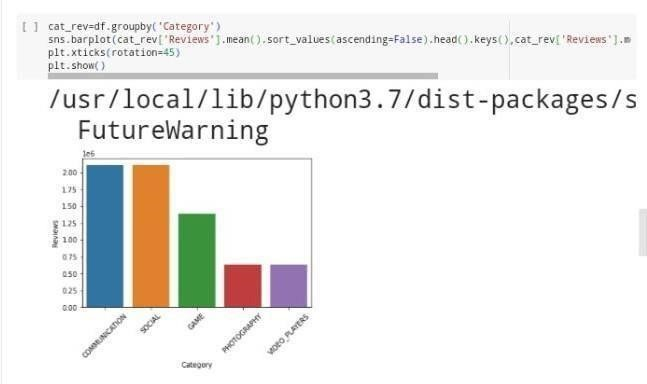 [ ] cat_rev=df.groupby('Category')
sns.barplot(cat_rev['Reviews'].mean().sort_values(ascending=False).head().keys(),cat_rev['Reviews'].m
plt.xticks(rotation=45)
plt.show()
/usr/local/lib/python3.7/dist-packages/s
FutureWarning
1e6
2.00
1.75
1.50
1.25
1.00
0.75
0.50
0.25
0.00
Reviews
COMMUNICATION
SOCIAL
GAME
PHOTOGRAPHY
VIDEO_PLAYERS
Category